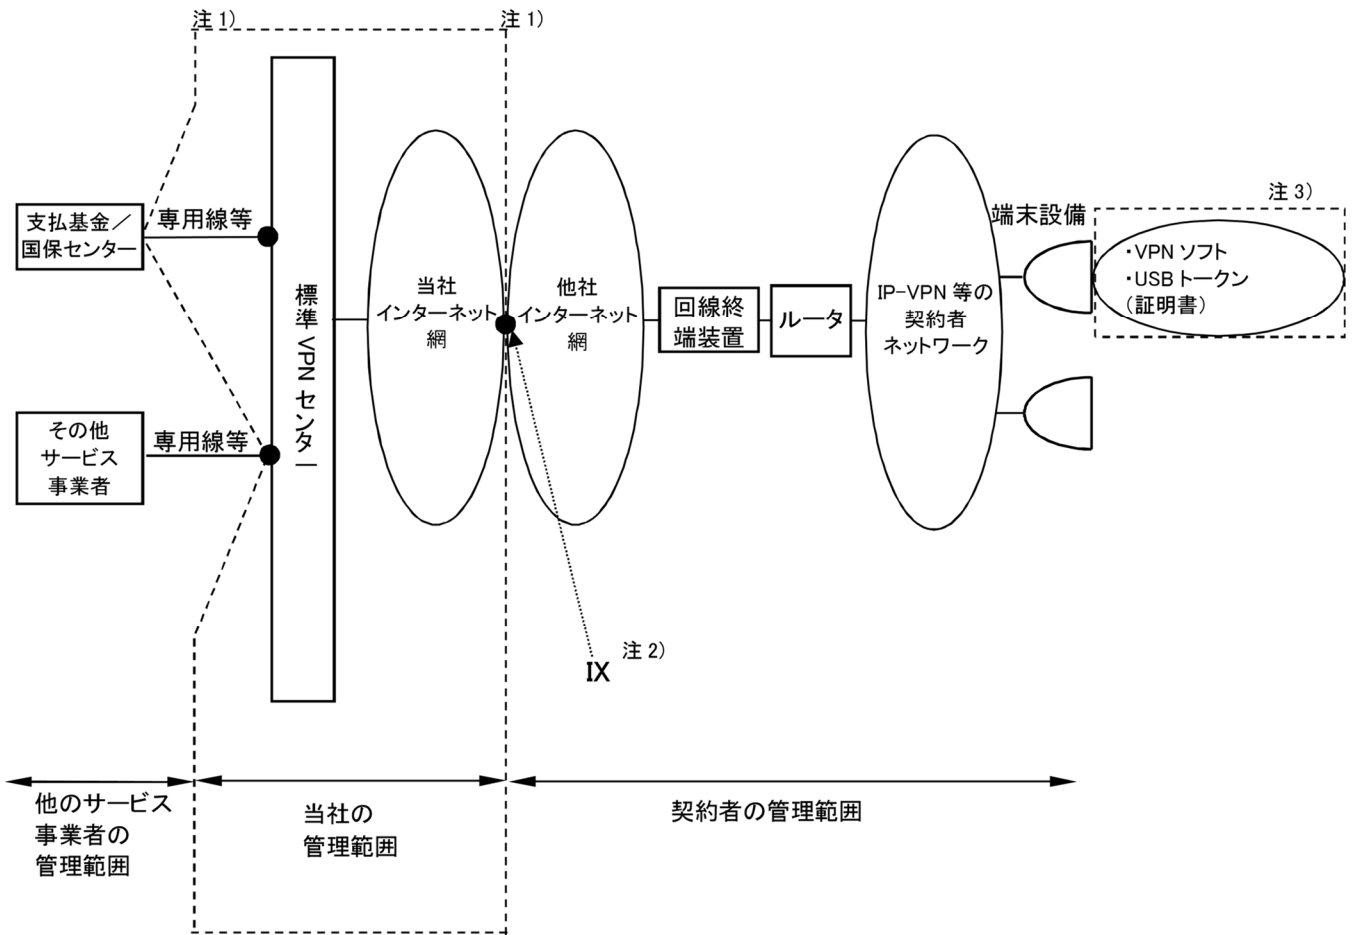 注1)
注1)
支払基金／
国保センター
専用線等
その他
サービス
事業者
専用線等
標準VPNセンター
当社
インターネット
網
他社
インターネット
網
回線終
端装置
ルータ
IP-VPN 等の
契約者
ネットワーク
端末設備
注3)
・VPN ソフト
・USBトークン
（証明書）
IX
注2)
他のサービス
事業者の
管理範囲
当社の
管理範囲
契約者の管理範囲